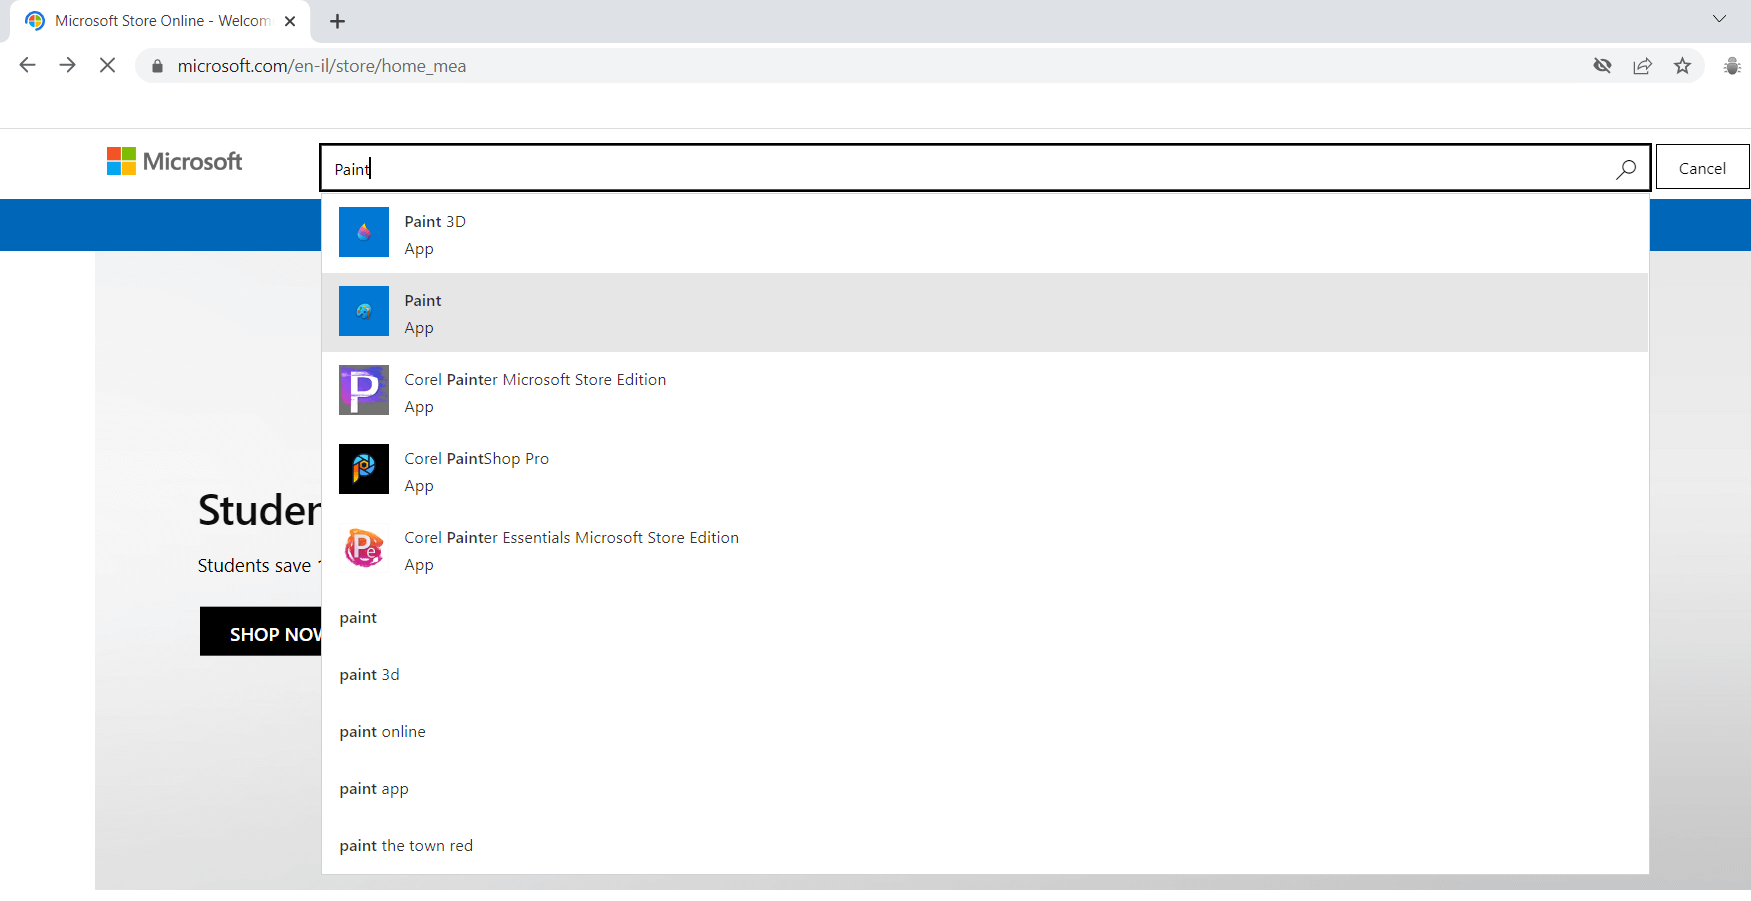 Microsoft Store Online - Welcom
microsoft.com/en-il/store/home_mea
Microsoft
Paint
Cancel
Paint 3D
App
Paint
App
Corel Painter Microsoft Store Edition
App
Corel PaintShop Pro
App
Corel Painter Essentials Microsoft Store Edition
App
Studen
Students save
SHOP NOW
paint
paint 3d
paint online
paint app
paint the town red